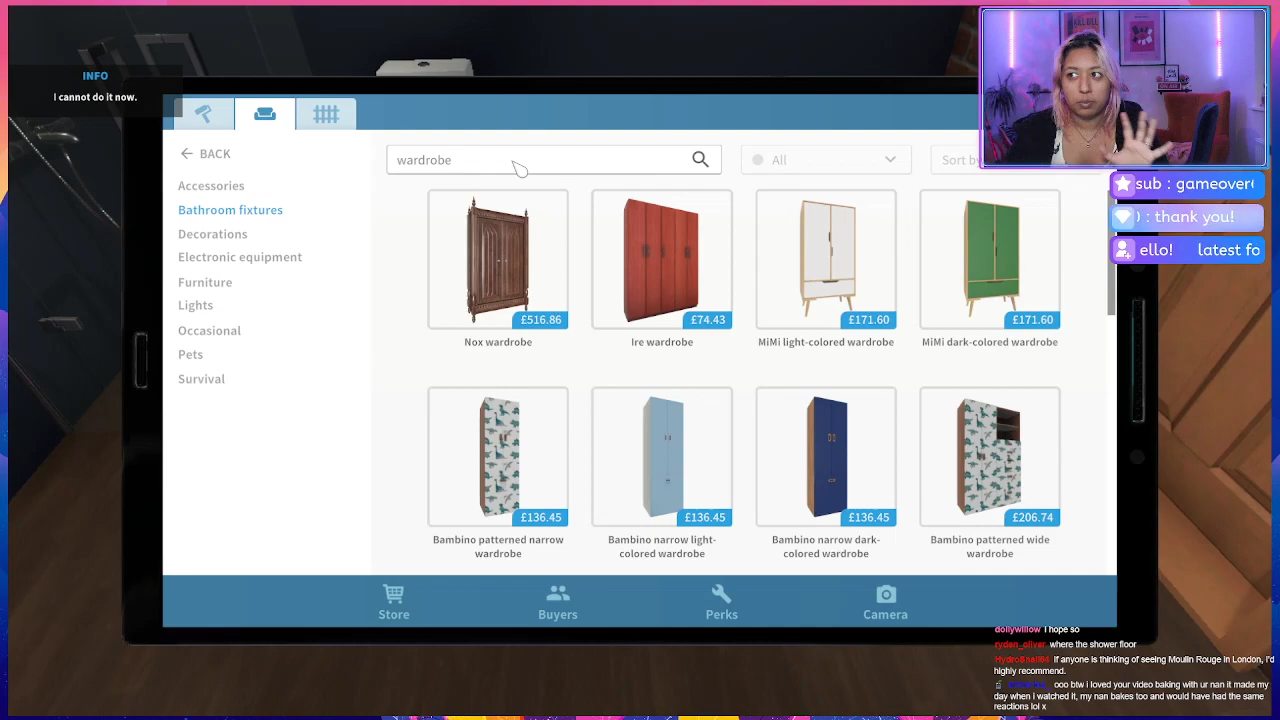 INFO
I cannot do it now.
BACK
Accessories
Bathroom fixtures
Decorations
Electronic equipment
Furniture
Lights
Occasional
Pets
Survival
wardrobe
All
Sort by
£516.86
Nox wardrobe
£74.43
Ire wardrobe
£171.60
MiMi light-colored wardrobe
£171.60
MiMi dark-colored wardrobe
£136.45
Bambino patterned narrow
wardrobe
£136.45
Bambino narrow light-
colored wardrobe
£136.45
Bambino narrow dark-
colored wardrobe
£206.74
Bambino patterned wide
wardrobe
Store
Buyers
Perks
Camera
KILL BILL
sub : gameover
) : thank you!
ello! latest fo
dollywillow I hope so
ryden_oliver where the shower floor
If anyone is thinking of seeing Moulin Rouge in London, I'd
highly recommend.
ooo btw i loved your video baking with ur nan it made my
day when i watched it, my nan bakes too and would have had the same
reactions lol x